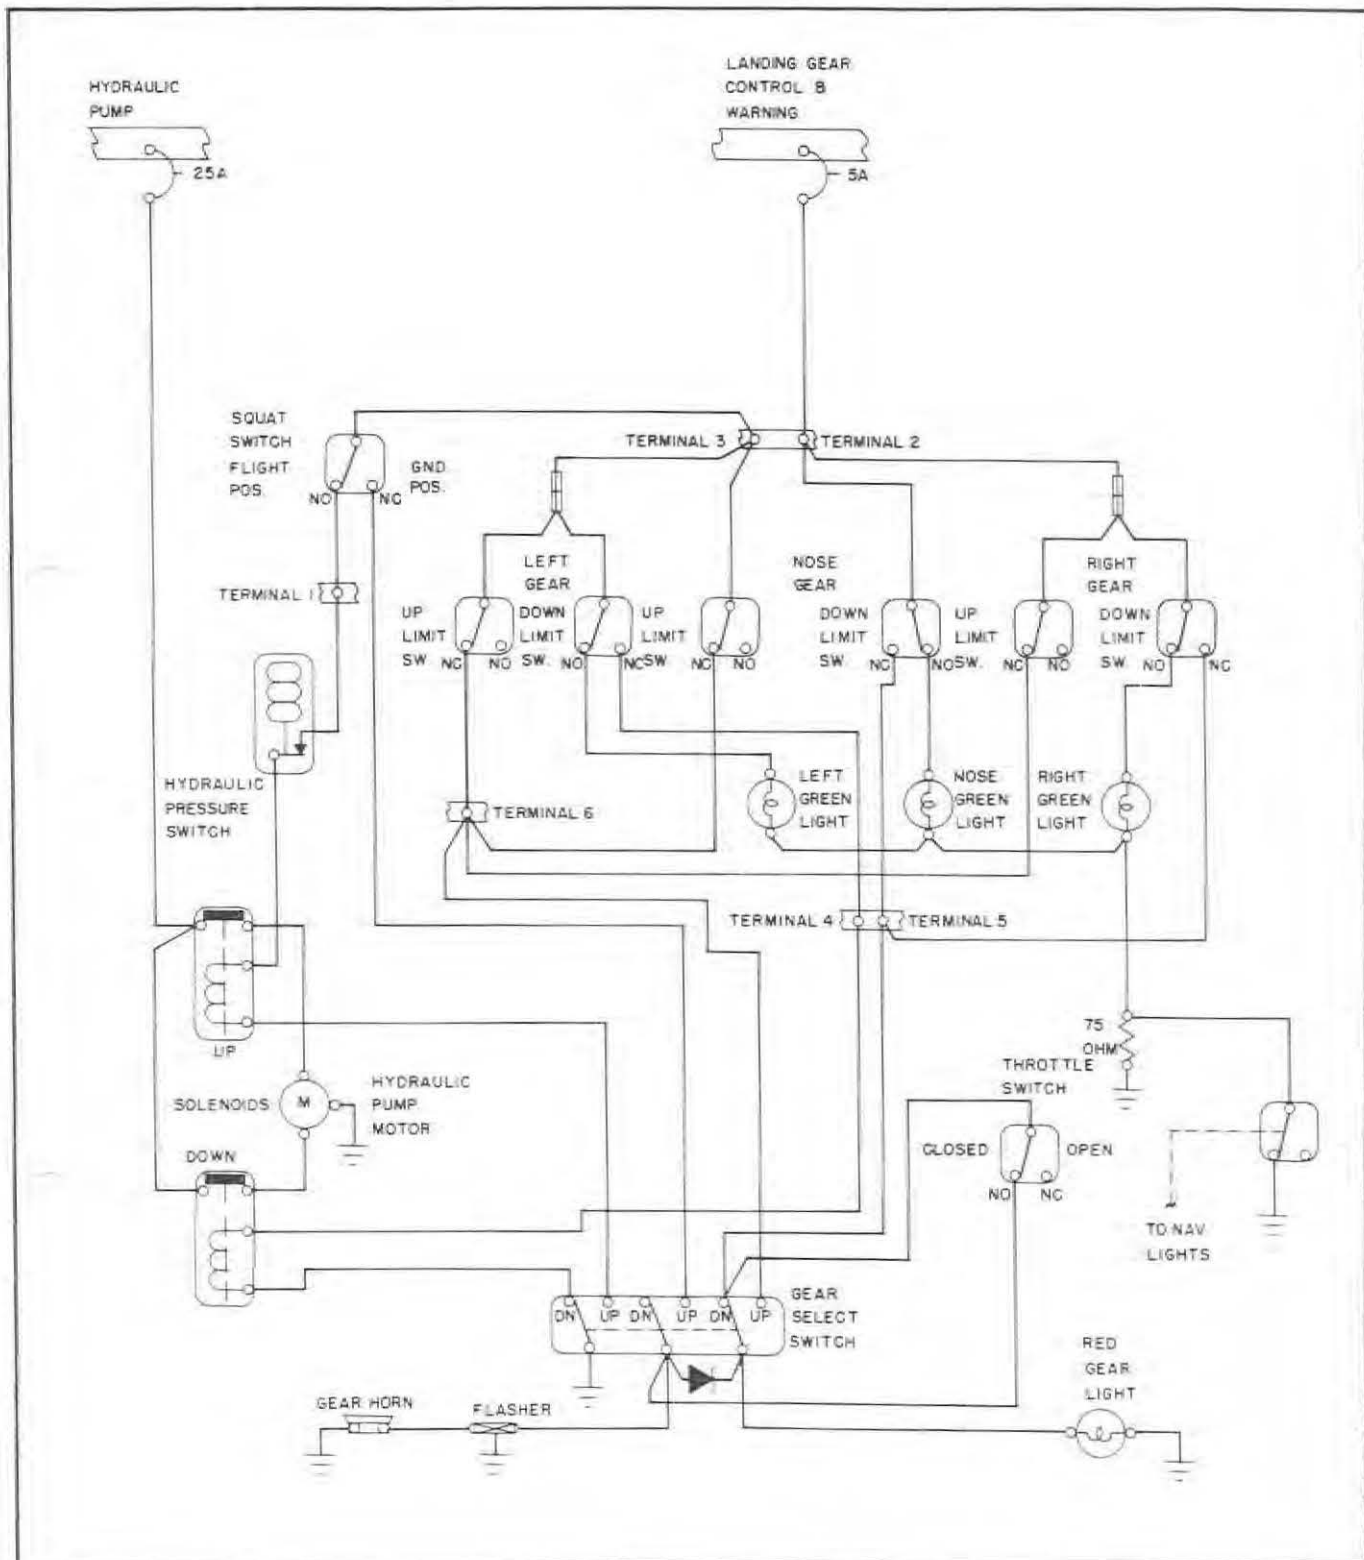 HYDRAULIC
PUMP
25A
LANDING GEAR
CONTROL &
WARNING
5A
SQUAT
SWITCH
FLIGHT
POS.
GND.
POS.
NO
NC
TERMINAL 3
TERMINAL 2
TERMINAL 1
LEFT
GEAR
NOSE
GEAR
RIGHT
GEAR
UP
LIMIT
SW.
NC
NO
DOWN
LIMIT
SW.
NO
NC
UP
LIMIT
SW.
NC
NO
DOWN
LIMIT
SW.
NC
NO
UP
LIMIT
SW.
NC
NO
DOWN
LIMIT
SW.
NO
NC
HYDRAULIC
PRESSURE
SWITCH
TERMINAL 6
LEFT
GREEN
LIGHT
NOSE
GREEN
LIGHT
RIGHT
GREEN
LIGHT
TERMINAL 4
TERMINAL 5
UP
SOLENOIDS
M
HYDRAULIC
PUMP
MOTOR
DOWN
75
OHM
THROTTLE
SWITCH
CLOSED
OPEN
NO
NC
TO NAV.
LIGHTS
DN
UP
DN
UP
DN
UP
GEAR
SELECT
SWITCH
GEAR HORN
FLASHER
RED
GEAR
LIGHT